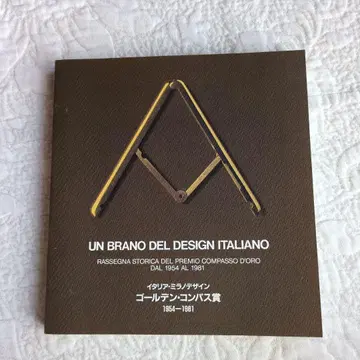 UN BRANO DEL DESIGN ITALIANO
RASSEGNA STORICA DEL PREMIO COMPASSO D'ORO
DAL 1954 AL 1981
イタリア・ミラノデザイン
ゴールデン・コンパス賞
1954—1981